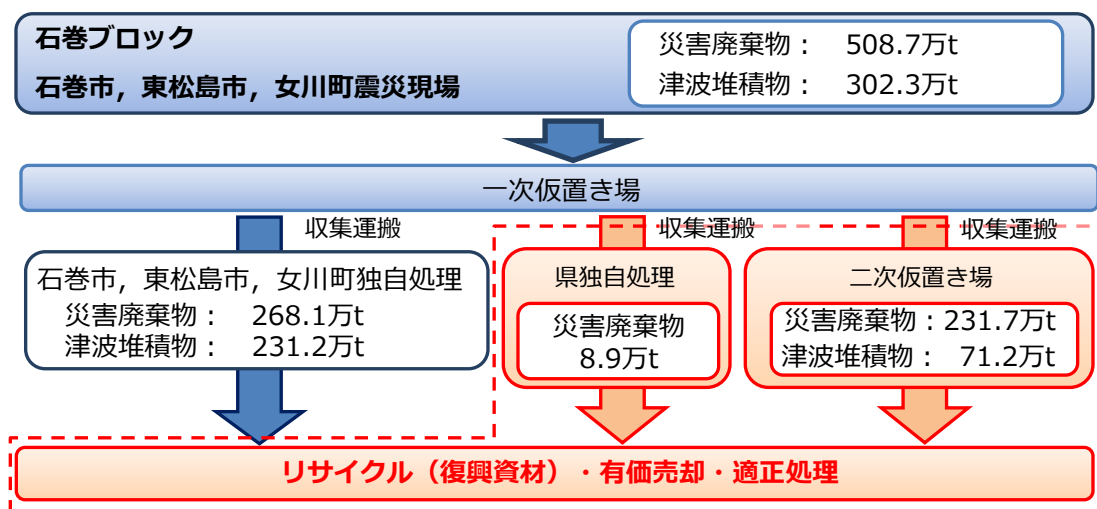 石巻ブロック
石巻市，東松島市，女川町震災現場
災害廃棄物： 508.7万t
津波堆積物： 302.3万t
一次仮置き場
収集運搬
収集運搬
収集運搬
石巻市，東松島市，女川町独自処理
災害廃棄物： 268.1万t
津波堆積物： 231.2万t
県独自処理
災害廃棄物
8.9万t
二次仮置き場
災害廃棄物：231.7万t
津波堆積物： 71.2万t
リサイクル（復興資材）・有価売却・適正処理